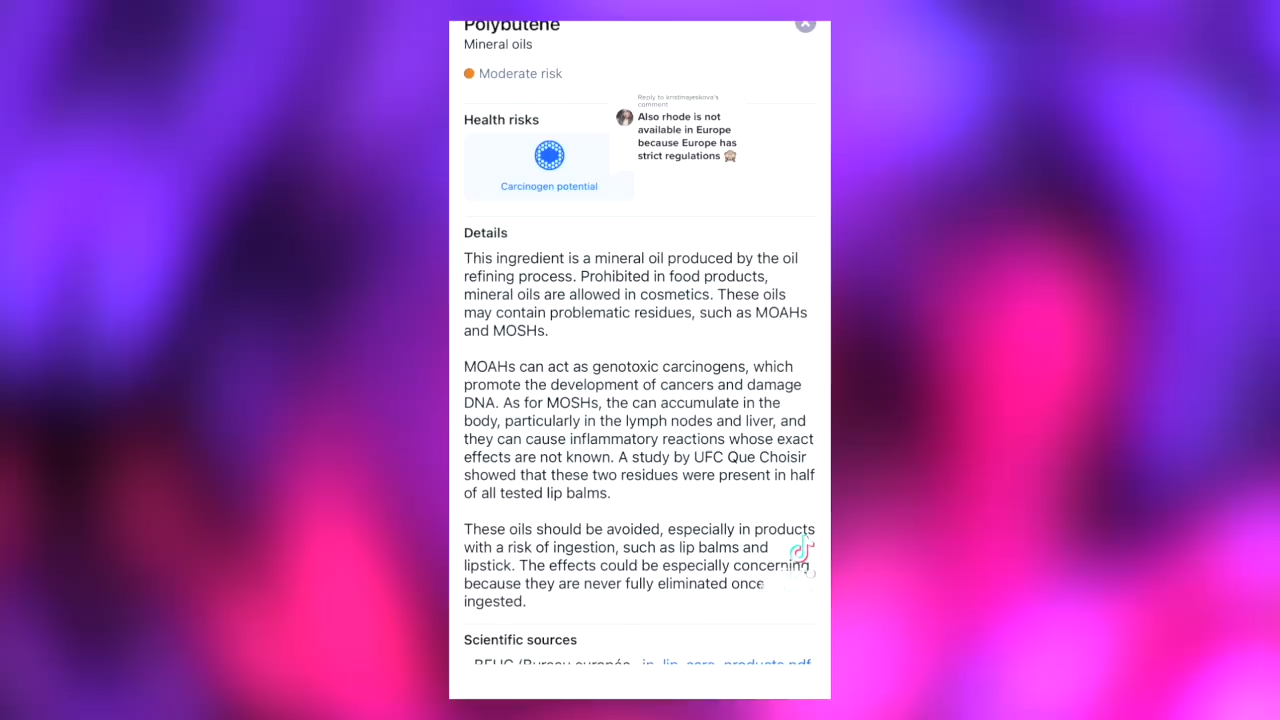 Polybutene
Mineral oils
Moderate risk
Reply to kristinajeskova's
comment
Also rhode is not
available in Europe
because Europe has
strict regulations 🙈
Health risks
Carcinogen potential
Details
This ingredient is a mineral oil produced by the oil
refining process. Prohibited in food products,
mineral oils are allowed in cosmetics. These oils
may contain problematic residues, such as MOAHs
and MOSHs.
MOAHs can act as genotoxic carcinogens, which
promote the development of cancers and damage
DNA. As for MOSHs, the can accumulate in the
body, particularly in the lymph nodes and liver, and
they can cause inflammatory reactions whose exact
effects are not known. A study by UFC Que Choisir
showed that these two residues were present in half
of all tested lip balms.
These oils should be avoided, especially in products
with a risk of ingestion, such as lip balms and
lipstick. The effects could be especially concerning
because they are never fully eliminated once
ingested.
Scientific sources
BEUC (Bureau europée in_lip_care_products.pdf